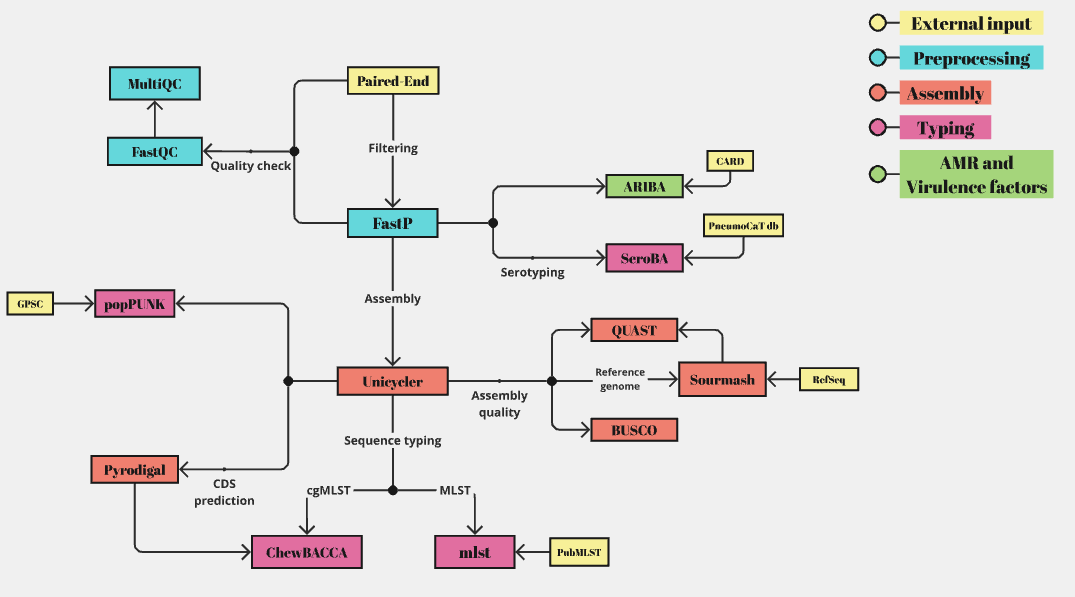 External input
Preprocessing
Assembly
Typing
AMR and
Virulence factors
MultiQC
Paired-End
FastQC
Quality check
Filtering
CARD
ARIBA
FastP
PneumoCaT db
SeroBA
Serotyping
Assembly
GPSC
popPUNK
QUAST
Unicycler
Assembly
quality
Reference
genome
Sourmash
RefSeq
BUSCO
Sequence typing
Pyrodigal
CDS
prediction
cgMLST
MLST
ChewBACCA
mlst
PubMLST